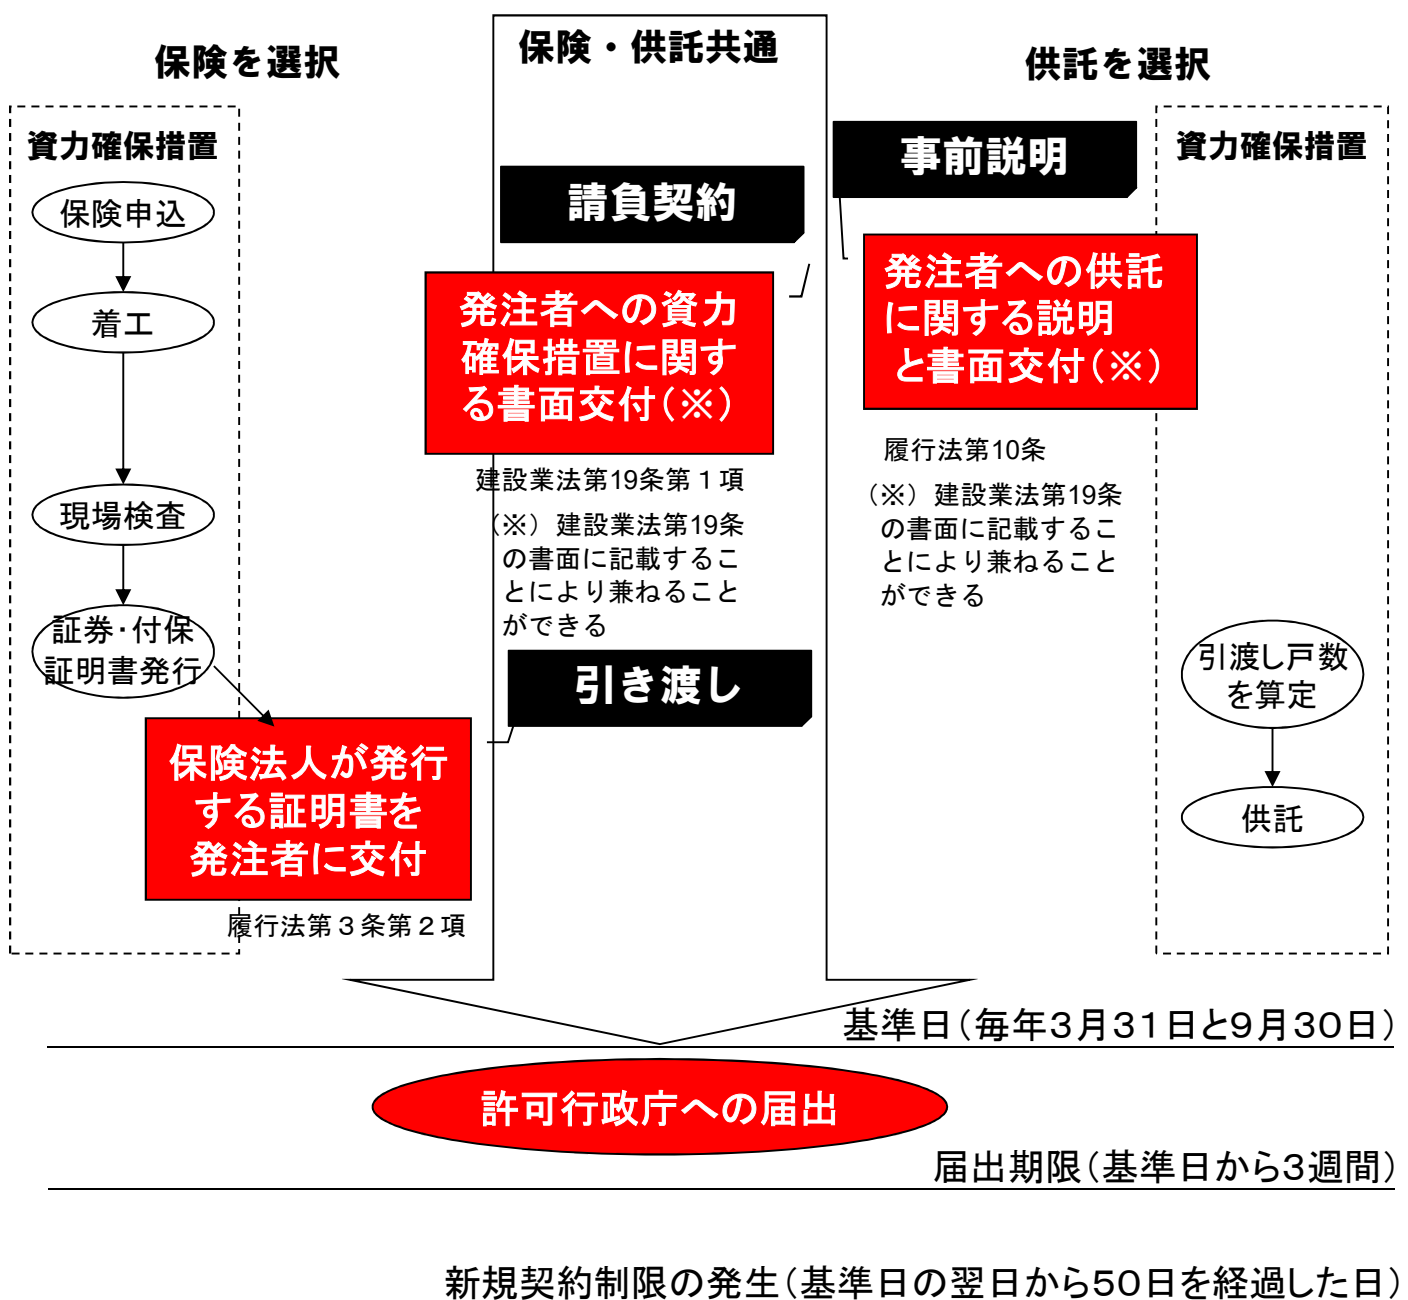 保険を選択
保険・供託共通
供託を選択
資力確保措置
保険申込
着工
現場検査
証券・付保
証明書発行
保険法人が発行
する証明書を
発注者に交付
履行法第３条第２項
請負契約
発注者への資力
確保措置に関す
る書面交付（※）
建設業法第19条第１項
（※）建設業法第19条
の書面に記載するこ
とにより兼ねること
ができる
引き渡し
事前説明
発注者への供託
に関する説明
と書面交付（※）
履行法第10条
（※）建設業法第19条
の書面に記載するこ
とにより兼ねること
ができる
資力確保措置
引渡し戸数
を算定
供託
基準日（毎年３月３１日と９月３０日）
許可行政庁への届出
届出期限（基準日から３週間）
新規契約制限の発生（基準日の翌日から５０日を経過した日）